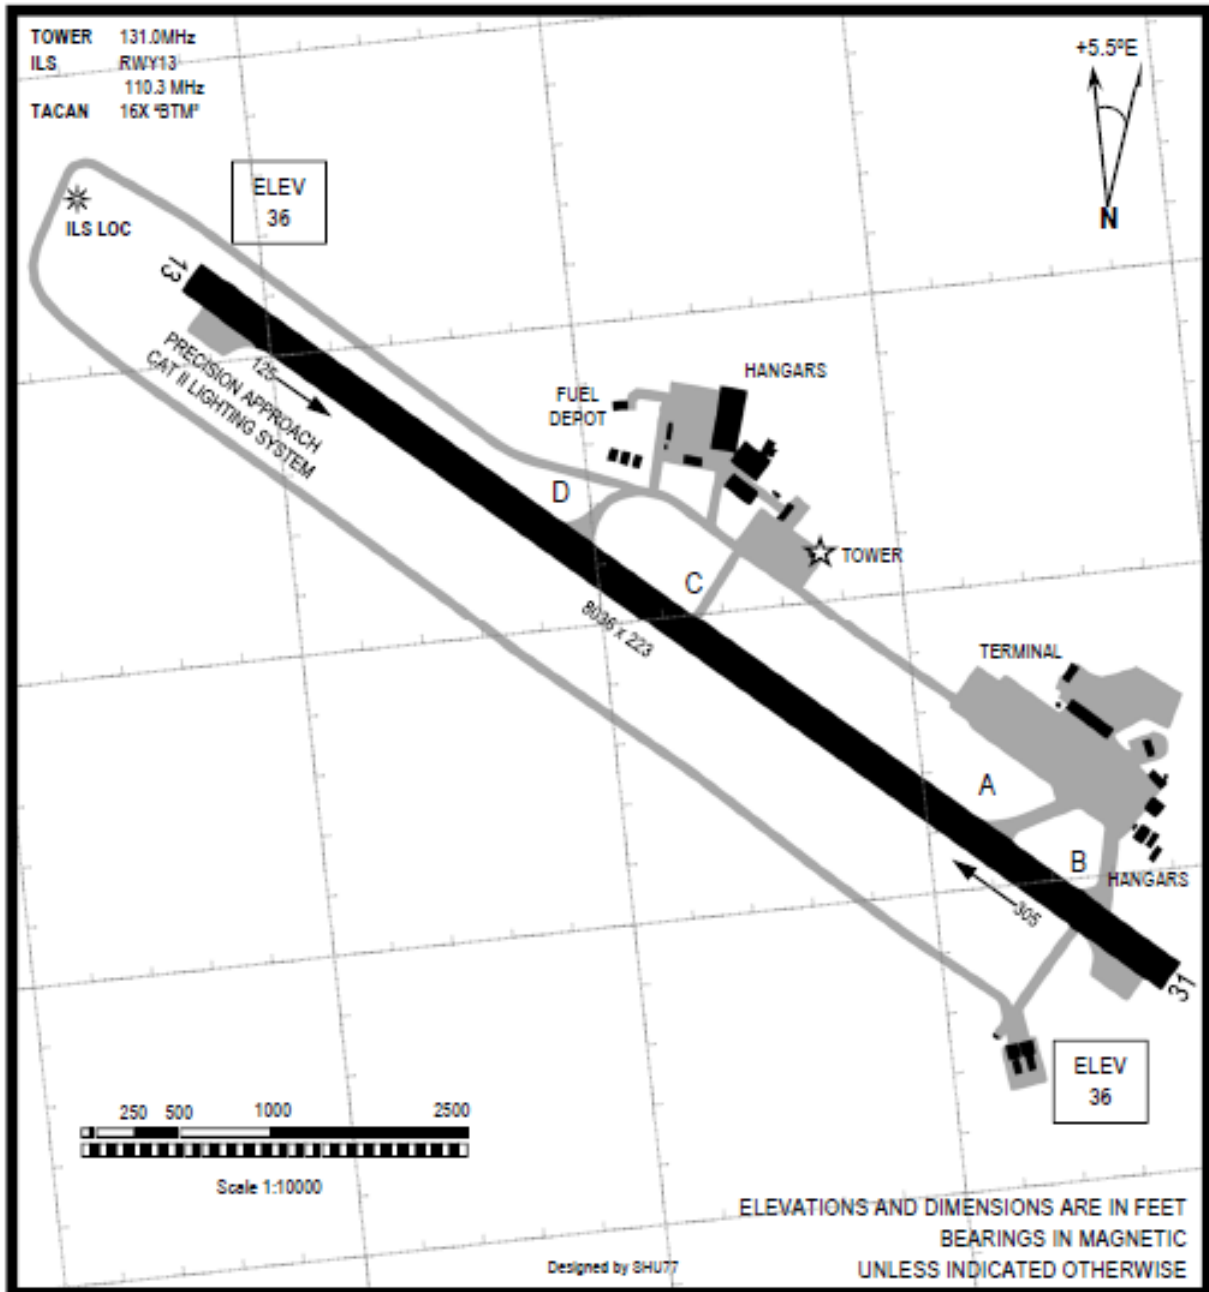 TOWER 131.0MHz
ILS RWY13
110.3 MHz
TACAN 16X "BTM"
+5.5ºE
N
ELEV
36
ILS LOC
13
125
PRECISION APPROACH
CAT II LIGHTING SYSTEM
HANGARS
FUEL
DEPOT
D
TOWER
C
8036 x 223
TERMINAL
A
B
HANGARS
305
31
ELEV
36
250 500 1000 2500
Scale 1:10000
ELEVATIONS AND DIMENSIONS ARE IN FEET
BEARINGS IN MAGNETIC
UNLESS INDICATED OTHERWISE
Designed by SHU77